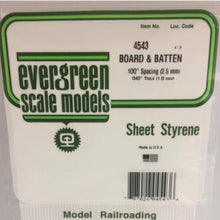 Item No.    Loc. Code
4543
BOARD & BATTEN
.100" Spacing (2.5 mm)
.040" Thick (1.0 mm)
evergreen
scale models
Sheet Styrene
Made in U.S.A
Model Railroading